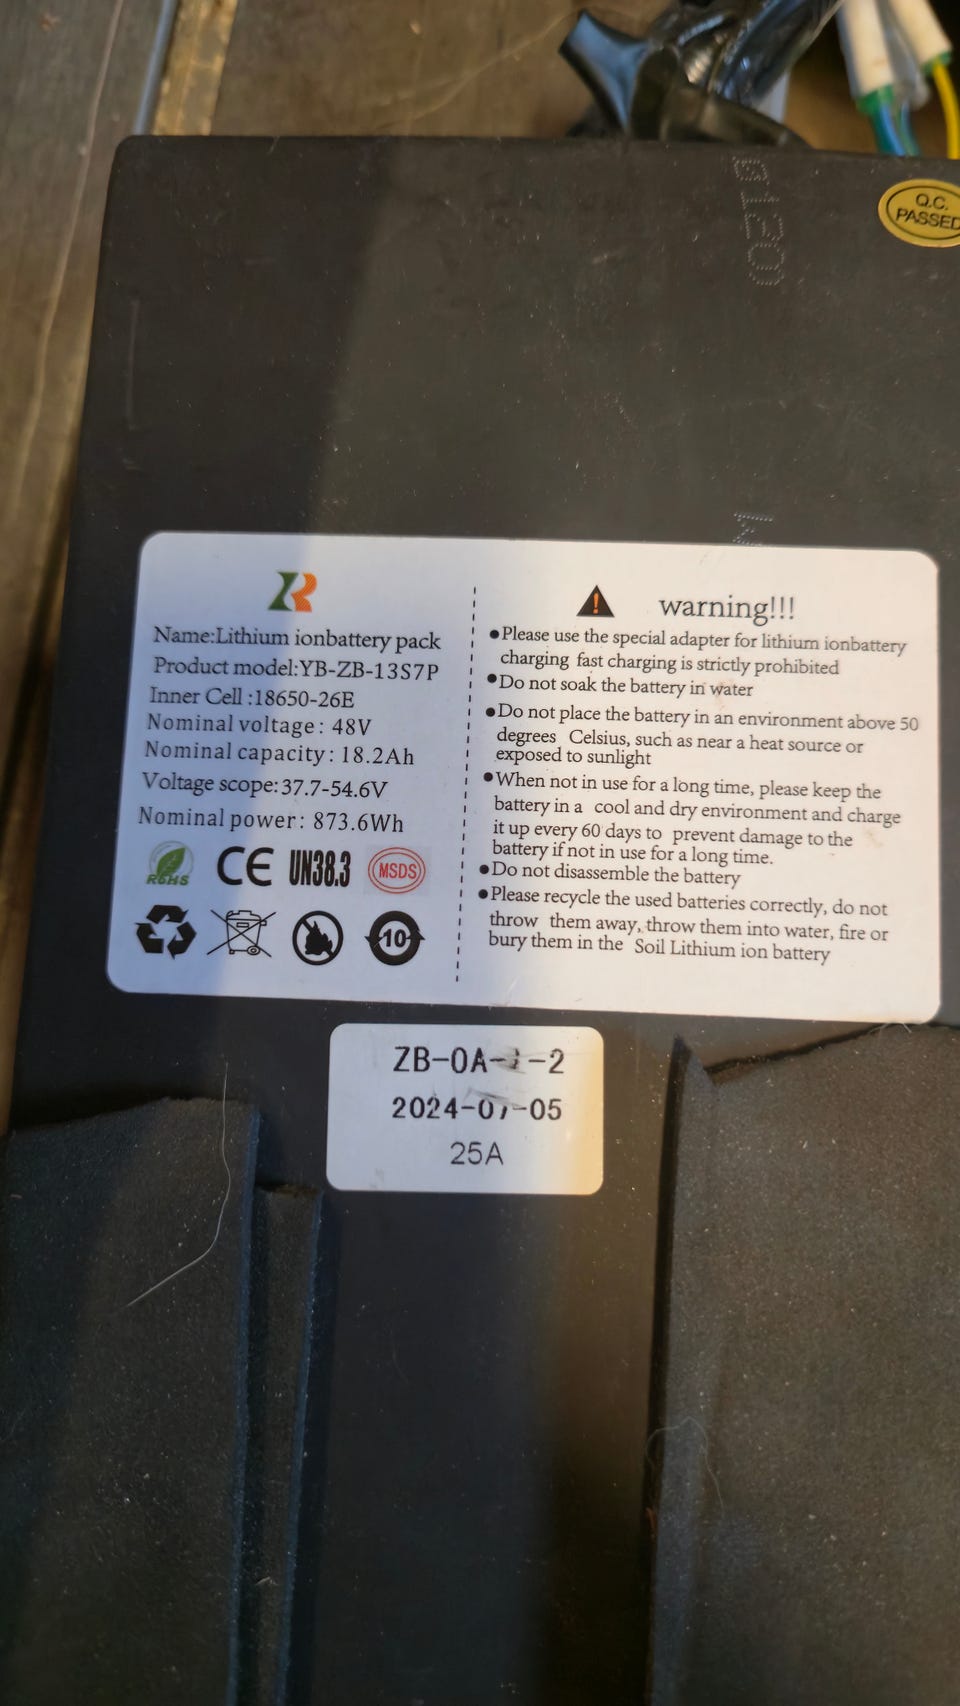 Q.C.
PASSED
ZR
Name:Lithium ionbattery pack
Product model:YB-ZB-13S7P
Inner Cell :18650-26E
Nominal voltage: 48V
Nominal capacity: 18.2Ah
Voltage scope:37.7-54.6V
Nominal power: 873.6Wh
RoHS
CE
UN38.3
MSDS
10
warning!!!
●Please use the special adapter for lithium ionbattery
charging fast charging is strictly prohibited
●Do not soak the battery in water
●Do not place the battery in an environment above 50
degrees Celsius, such as near a heat source or
exposed to sunlight
●When not in use for a long time, please keep the
battery in a cool and dry environment and charge
it up every 60 days to prevent damage to the
battery if not in use for a long time.
●Do not disassemble the battery
●Please recycle the used batteries correctly, do not
throw them away, throw them into water, fire or
bury them in the Soil Lithium ion battery
2024-07-05
25A